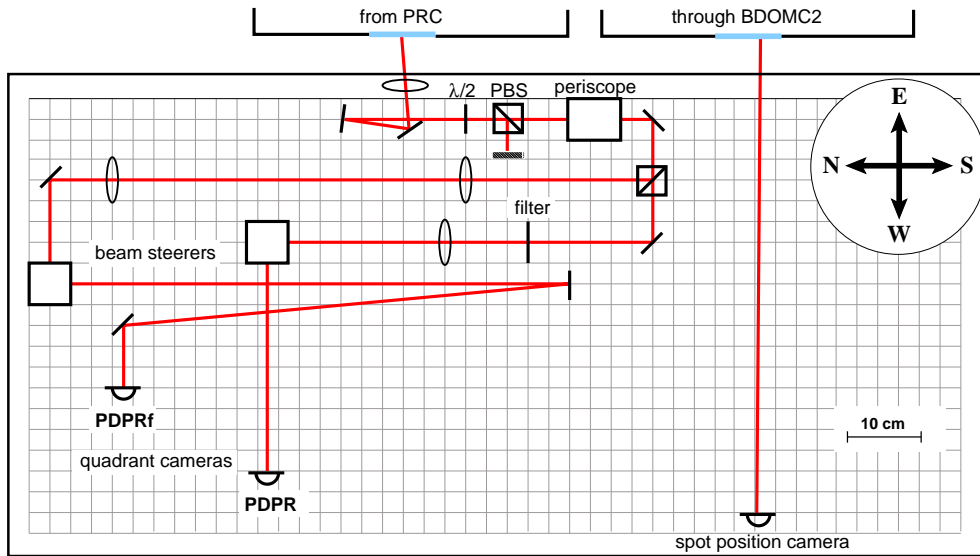 from PRC
through BDOMC2
λ/2
PBS
periscope
E
N
S
W
filter
beam steerers
PDPRf
10 cm
quadrant cameras
PDPR
spot position camera